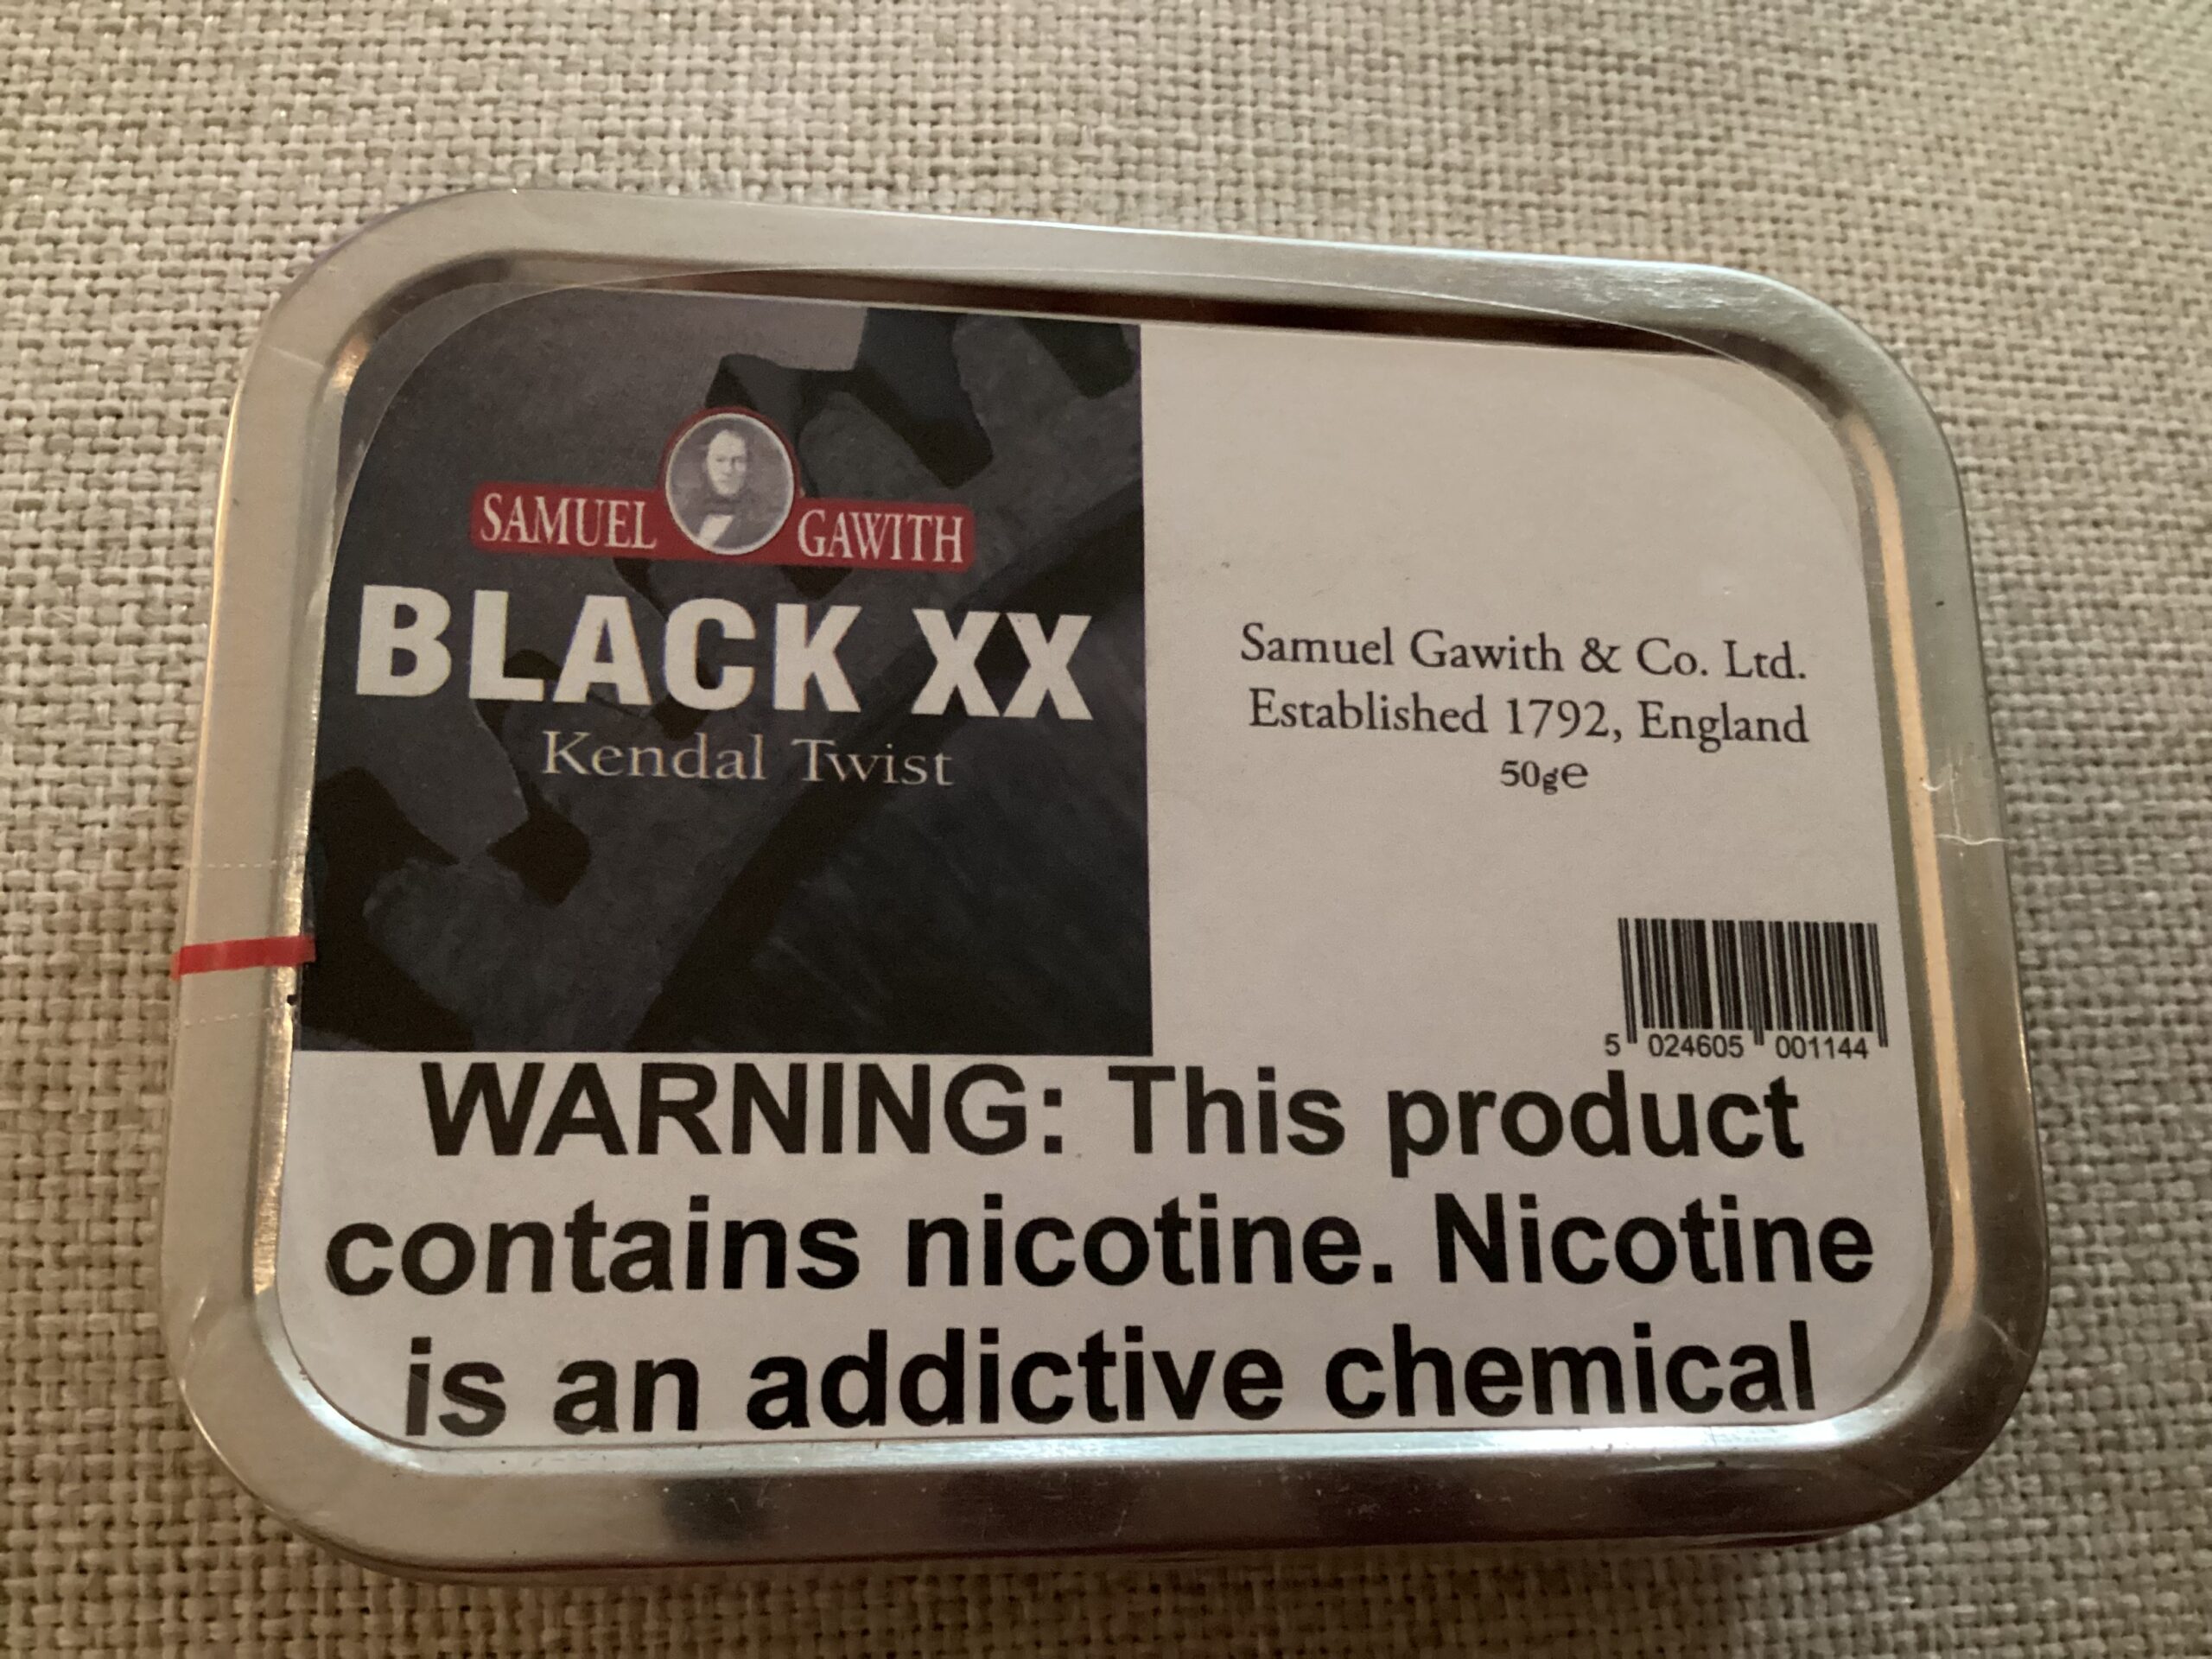 SAMUEL GAWITH
BLACK XX
Kendal Twist
Samuel Gawith & Co. Ltd.
Established 1792, England
50g℮
5 024605 001144
WARNING: This product
contains nicotine. Nicotine
is an addictive chemical